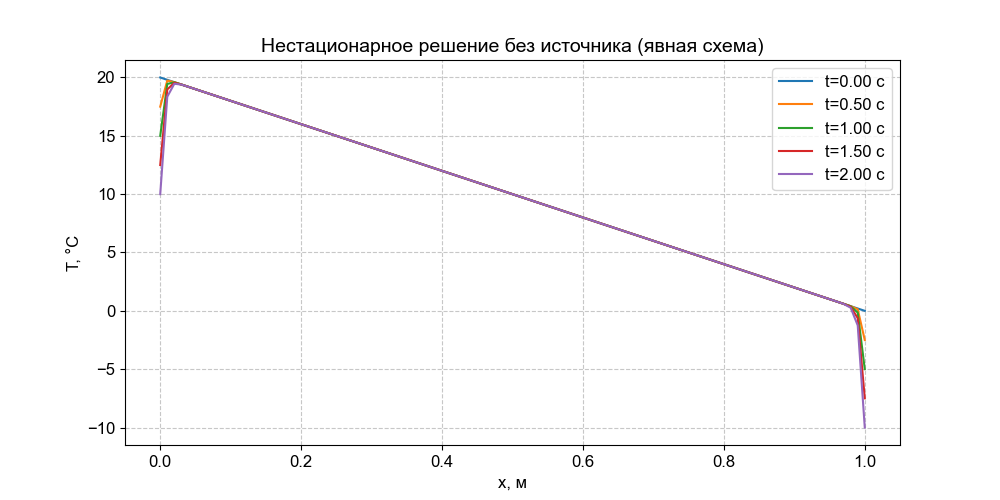 Нестационарное решение без источника (явная схема)
T, °C
20
15
10
5
0
−5
−10
0.0
0.2
0.4
0.6
0.8
1.0
x, м
t=0.00 с
t=0.50 с
t=1.00 с
t=1.50 с
t=2.00 с